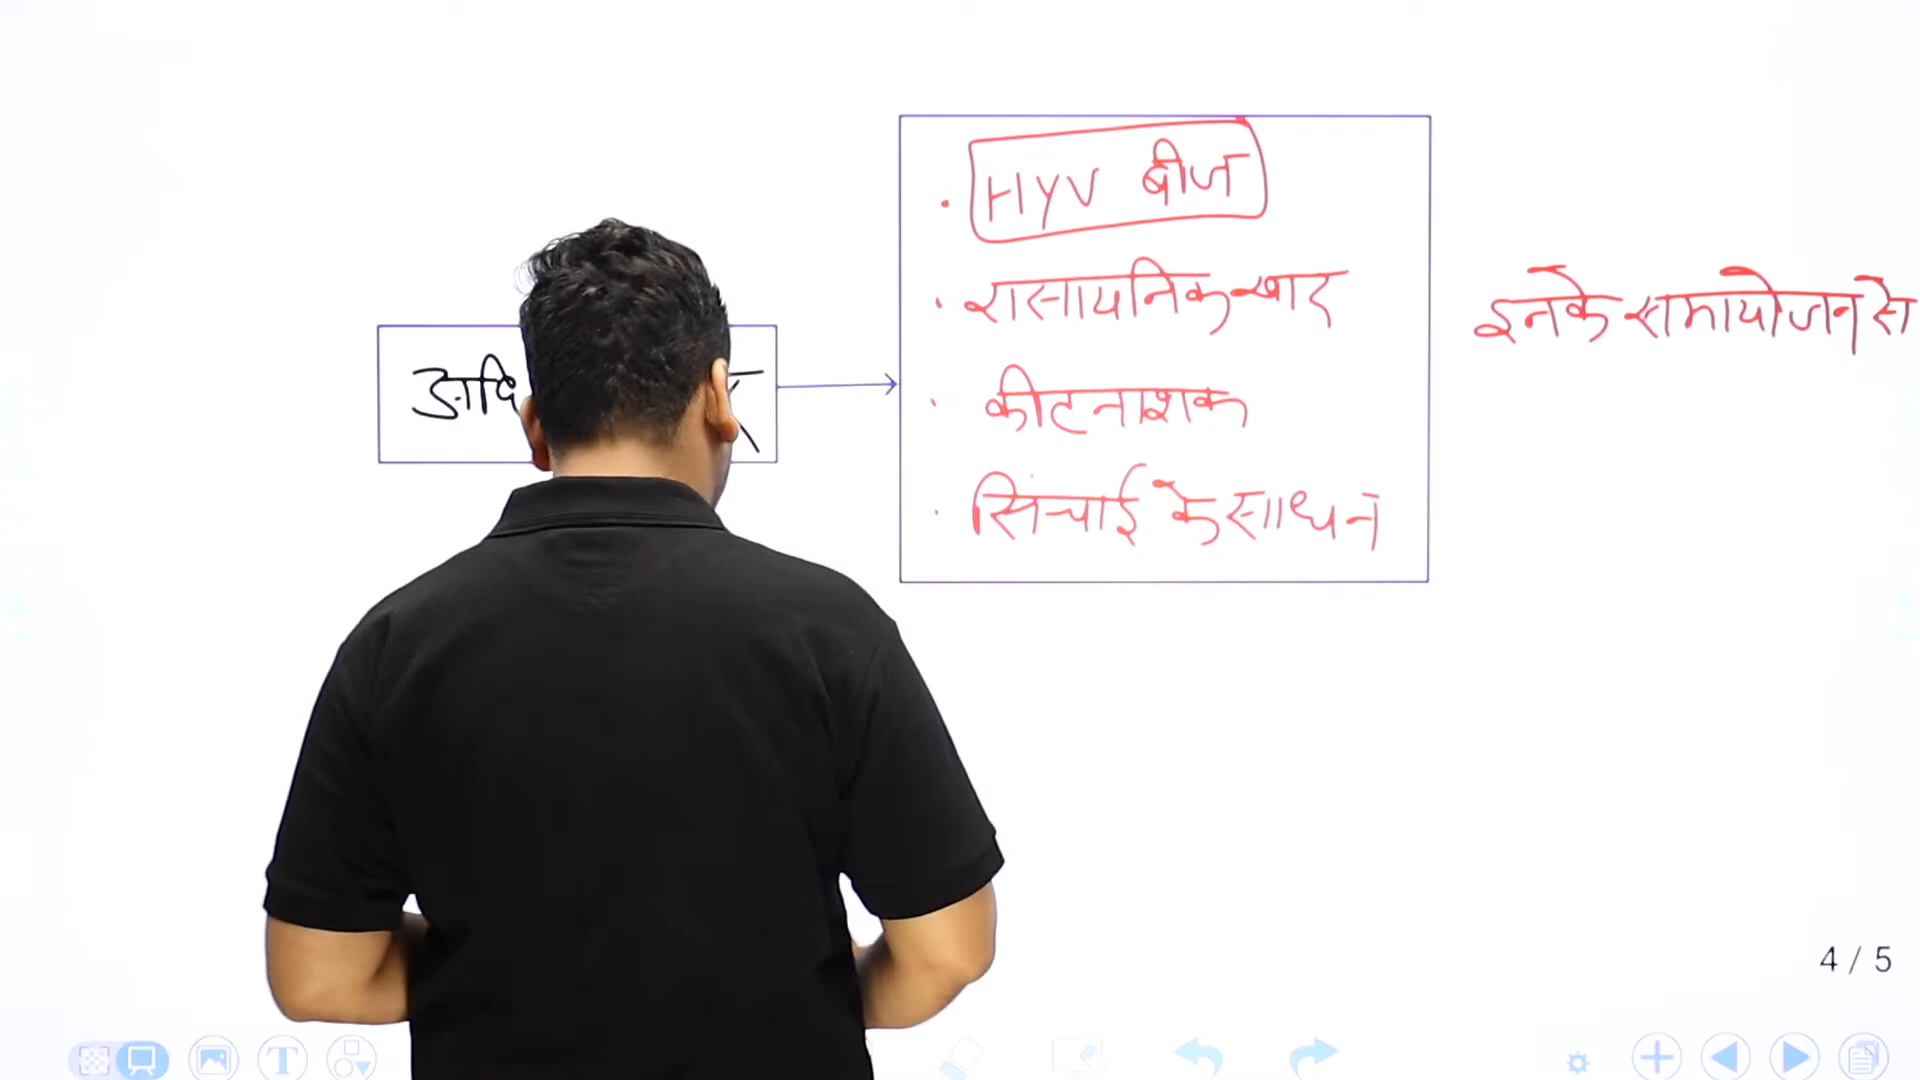 HYV बीज
रासायनिक खाद
कीटनाशक
सिंचाई के साधन
इनके समायोजन से
4 / 5